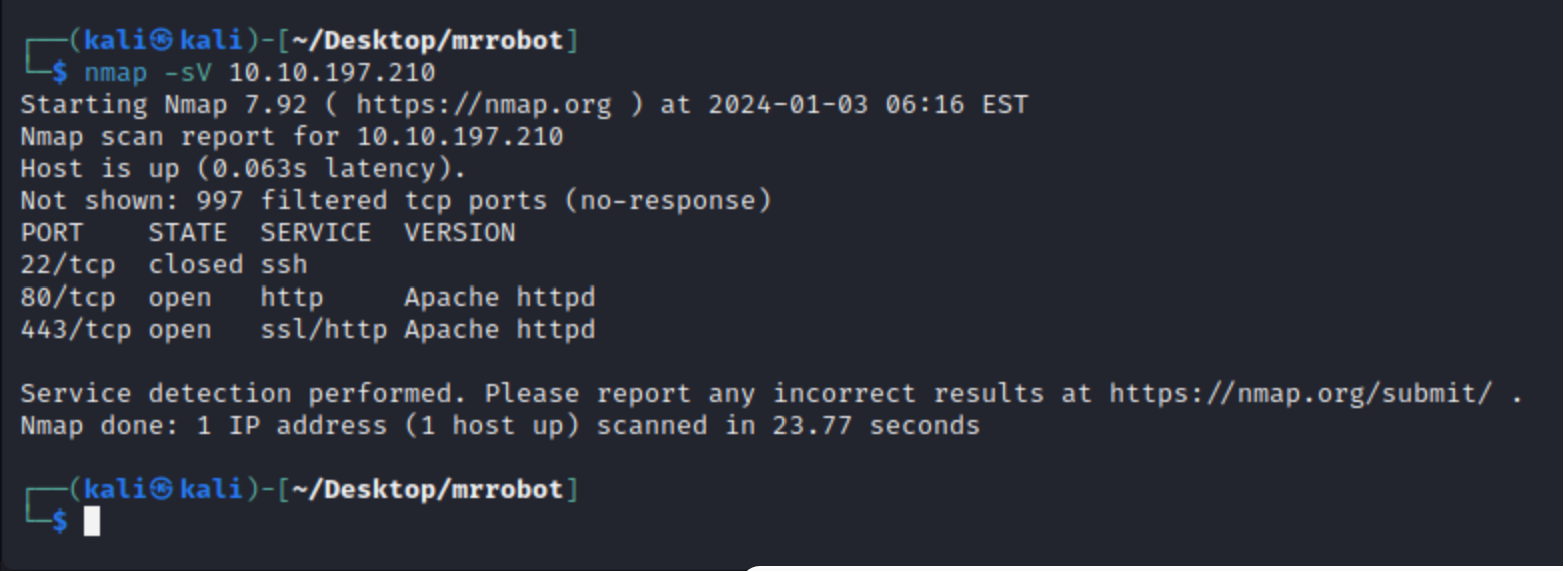 ┌──(kali㉿kali)-[~/Desktop/mrrobot]
└─$ nmap -sV 10.10.197.210
Starting Nmap 7.92 ( https://nmap.org ) at 2024-01-03 06:16 EST
Nmap scan report for 10.10.197.210
Host is up (0.063s latency).
Not shown: 997 filtered tcp ports (no-response)
PORT    STATE  SERVICE  VERSION
22/tcp  closed ssh
80/tcp  open   http     Apache httpd
443/tcp open   ssl/http Apache httpd
Service detection performed. Please report any incorrect results at https://nmap.org/submit/ .
Nmap done: 1 IP address (1 host up) scanned in 23.77 seconds
┌──(kali㉿kali)-[~/Desktop/mrrobot]
└─$